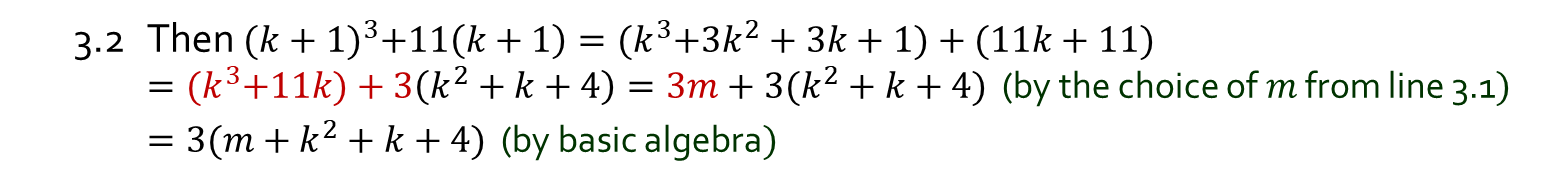 3.2 Then (k + 1)³+11(k + 1) = (k³+3k² + 3k + 1) + (11k + 11)
= (k³+11k) + 3(k² + k + 4) = 3m + 3(k² + k + 4) (by the choice of m from line 3.1)
= 3(m + k² + k + 4) (by basic algebra)